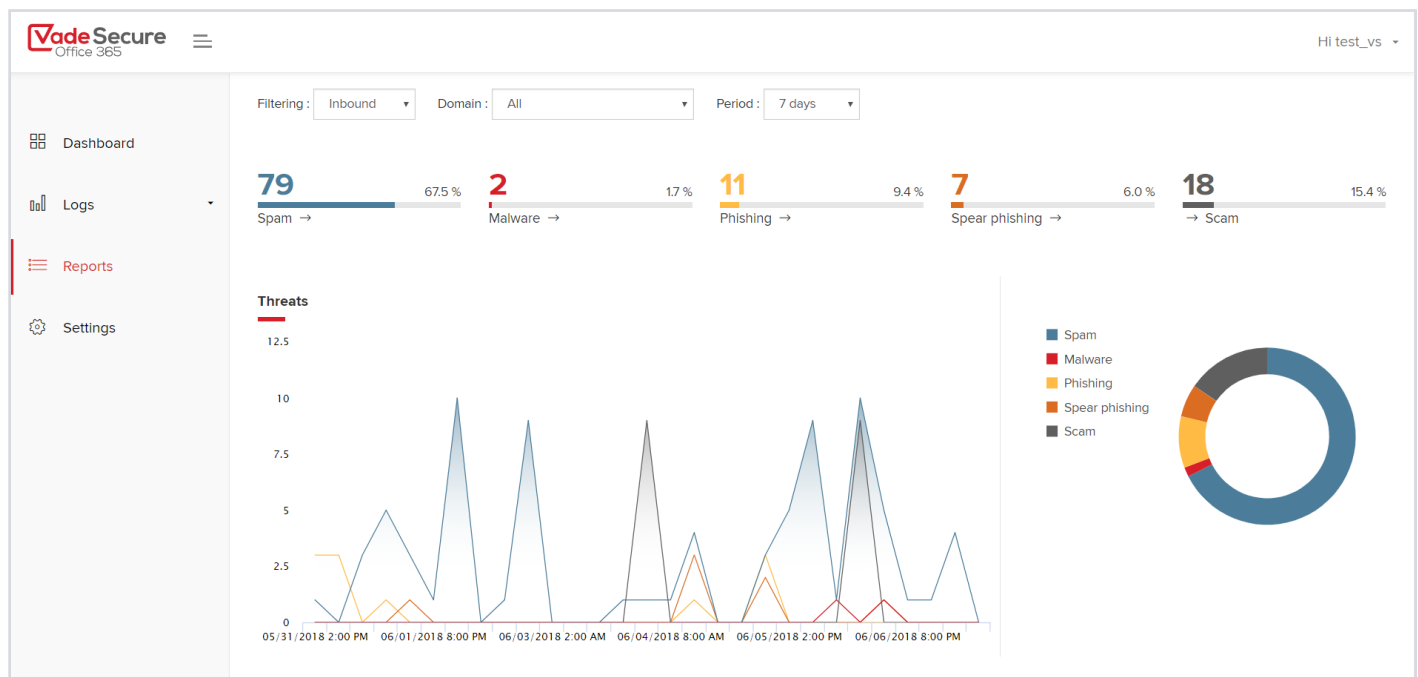 VadeSecure
Office 365
Hi test_vs
Filtering : Inbound Domain : All Period : 7 days
Dashboard
Logs
Reports
Settings
79 67.5 %
Spam →
2 1.7 %
Malware →
11 9.4 %
Phishing →
7 6.0 %
Spear phishing →
18 15.4 %
→ Scam
Threats
12.5
10
7.5
5
2.5
0
05/31/2018 2:00 PM 06/01/2018 8:00 PM 06/03/2018 2:00 AM 06/04/2018 8:00 AM 06/05/2018 2:00 PM 06/06/2018 8:00 PM
Spam
Malware
Phishing
Spear phishing
Scam